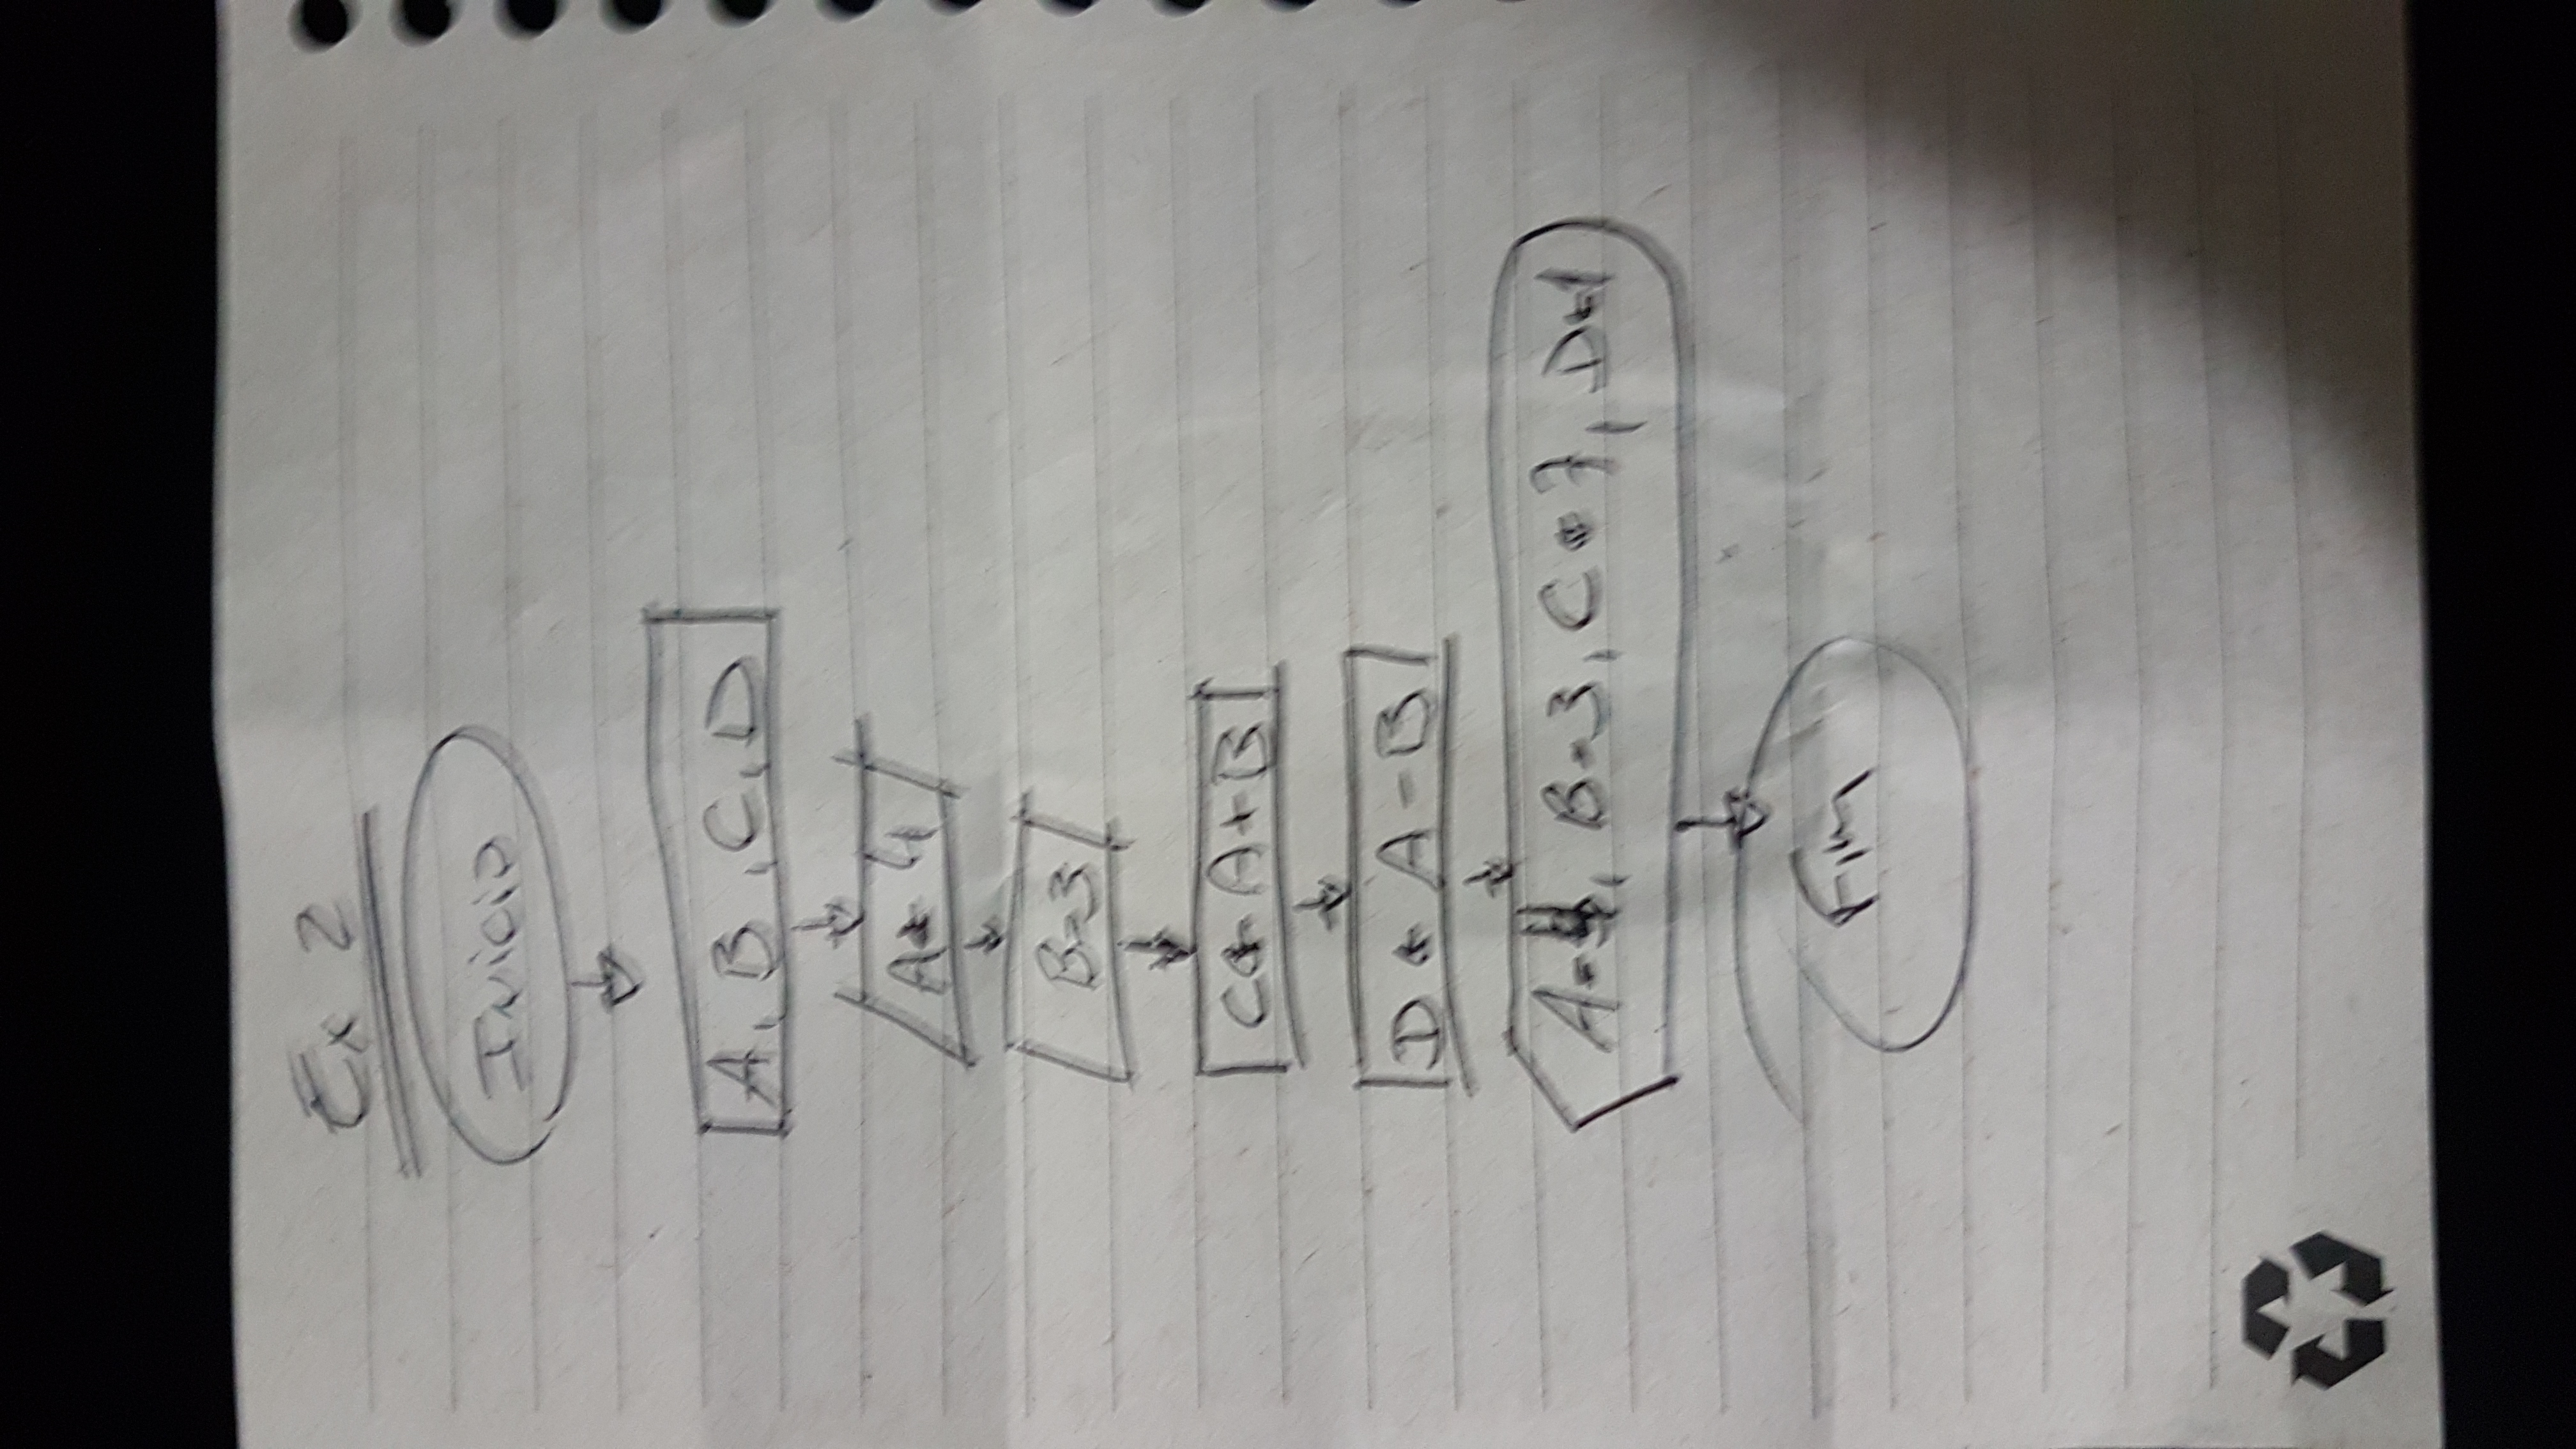 Ex 2
Inicio
A, B, C, D
A ← 4
B = 3
C ← A + B
D ← A - B
A = 4, B = 3, C = 7, D = 1
Fim